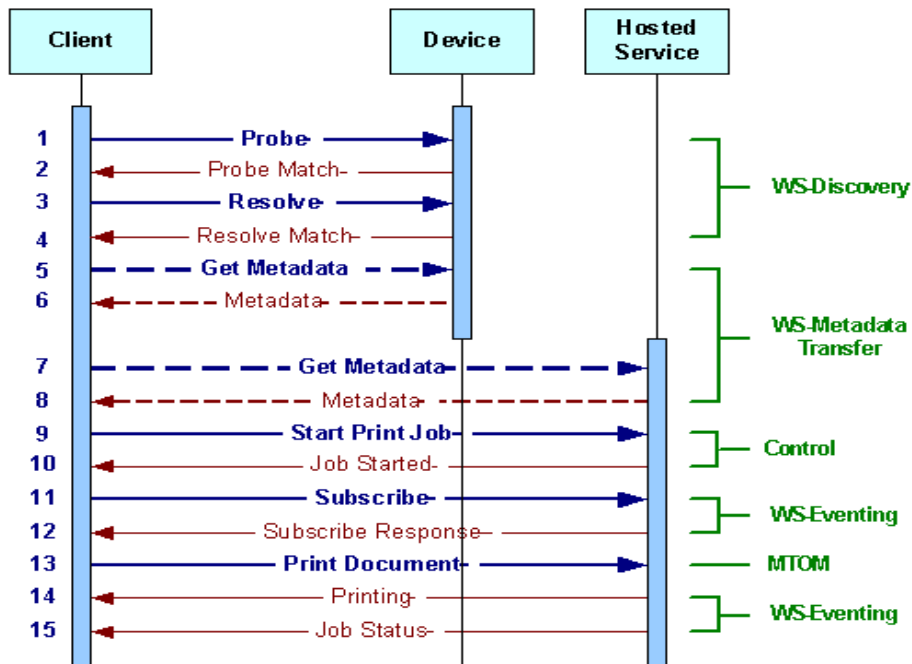 Client
Device
Hosted
Service
1 Probe
2 Probe Match
WS-Discovery
3 Resolve
4 Resolve Match
5 Get Metadata
6 Metadata
WS-Metadata
Transfer
7 Get Metadata
8 Metadata
9 Start Print Job
Control
10 Job Started
11 Subscribe
WS-Eventing
12 Subscribe Response
13 Print Document MTOM
14 Printing
WS-Eventing
15 Job Status